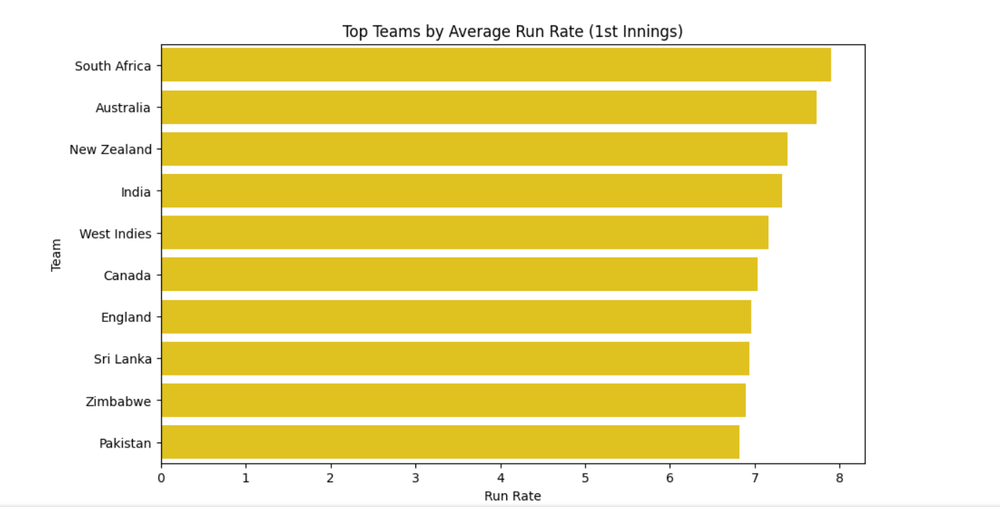 Top Teams by Average Run Rate (1st Innings)
South Africa
Australia
New Zealand
India
West Indies
Team
Canada
England
Sri Lanka
Zimbabwe
Pakistan
0 1 2 3 4 5 6 7 8
Run Rate